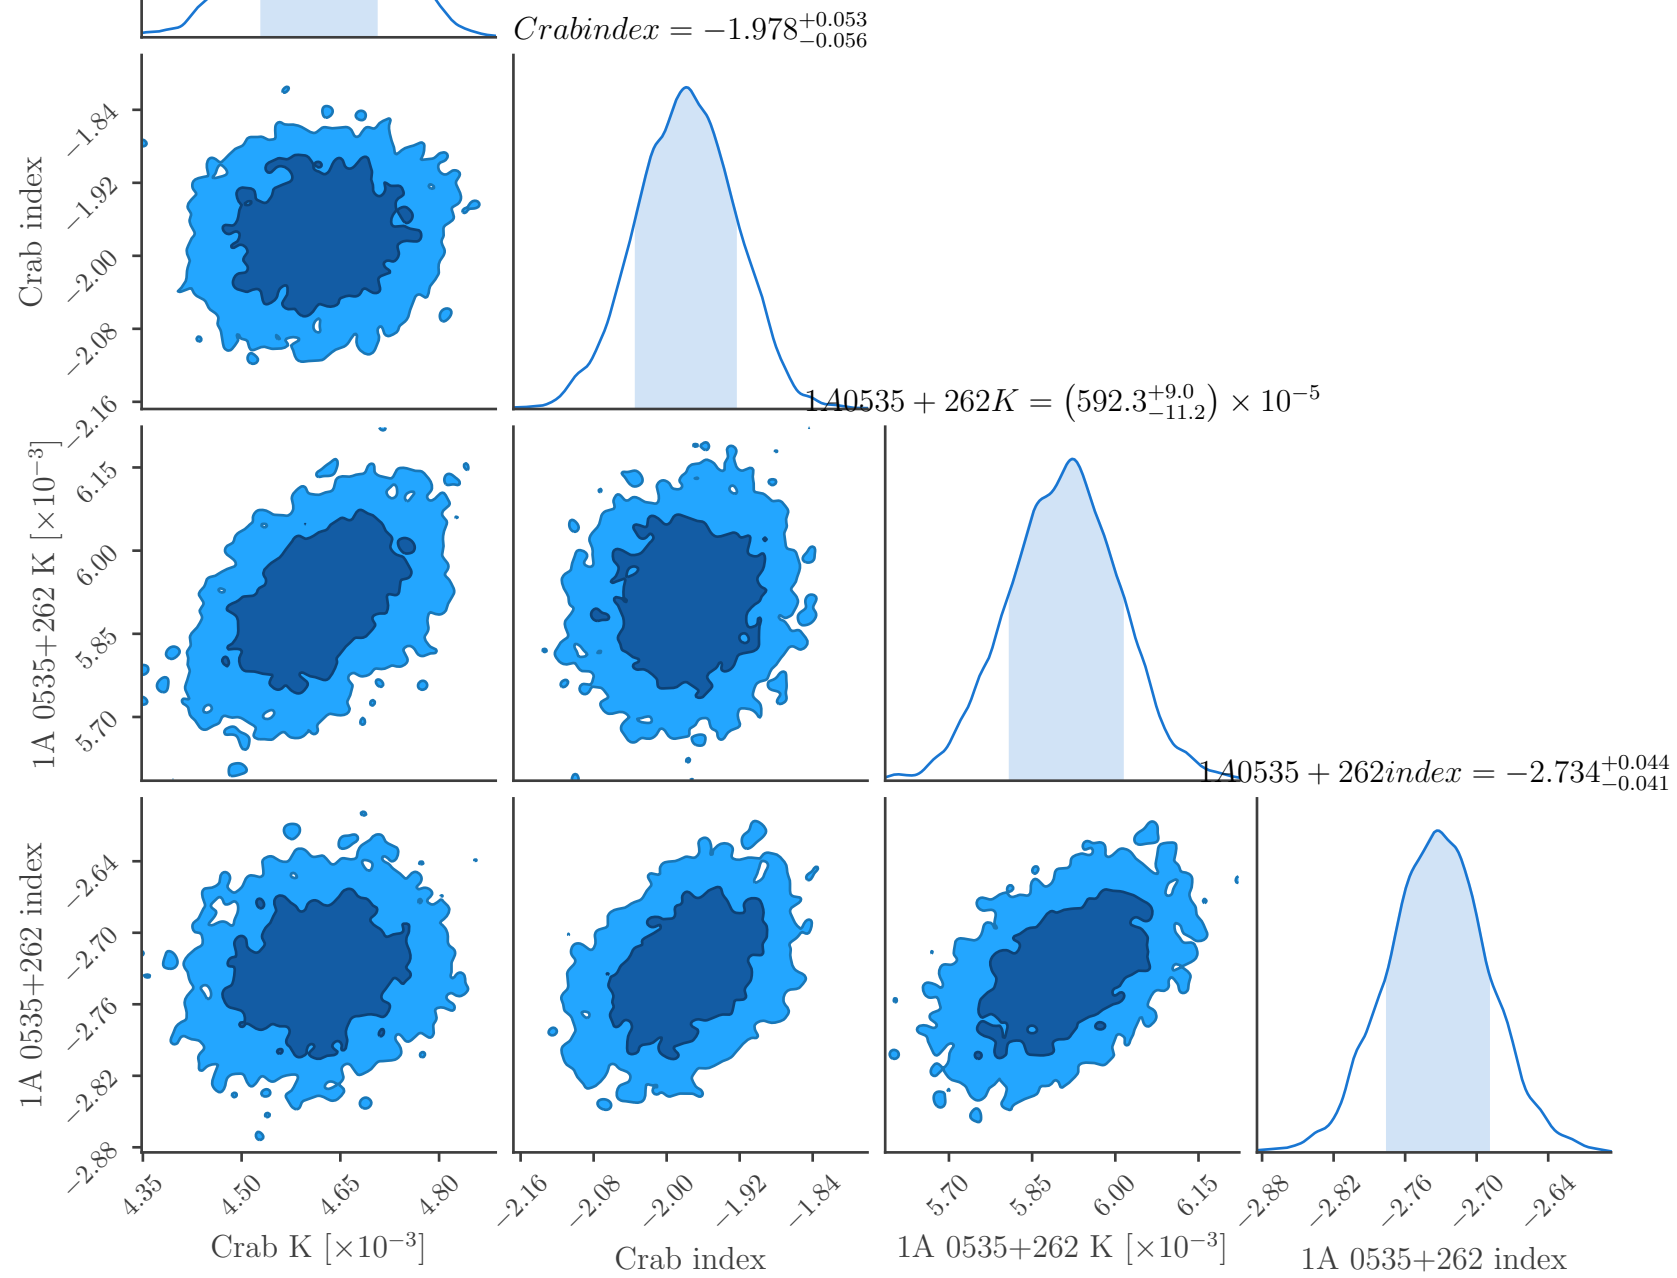 Crabindex = −1.978 +0.053 −0.056
Crab index
−1.84
−1.92
−2.00
−2.08
−2.16
1A0535 + 262K = (592.3 +9.0 −11.2) × 10−5
1A 0535+262 K [×10−3]
6.15
6.00
5.85
5.70
1A0535 + 262index = −2.734 +0.044 −0.041
1A 0535+262 index
−2.64
−2.70
−2.76
−2.82
−2.88
4.35 4.50 4.65 4.80
−2.16 −2.08 −2.00 −1.92 −1.84
5.70 5.85 6.00 6.15
−2.88 −2.82 −2.76 −2.70 −2.64
Crab K [×10−3]
Crab index
1A 0535+262 K [×10−3]
1A 0535+262 index